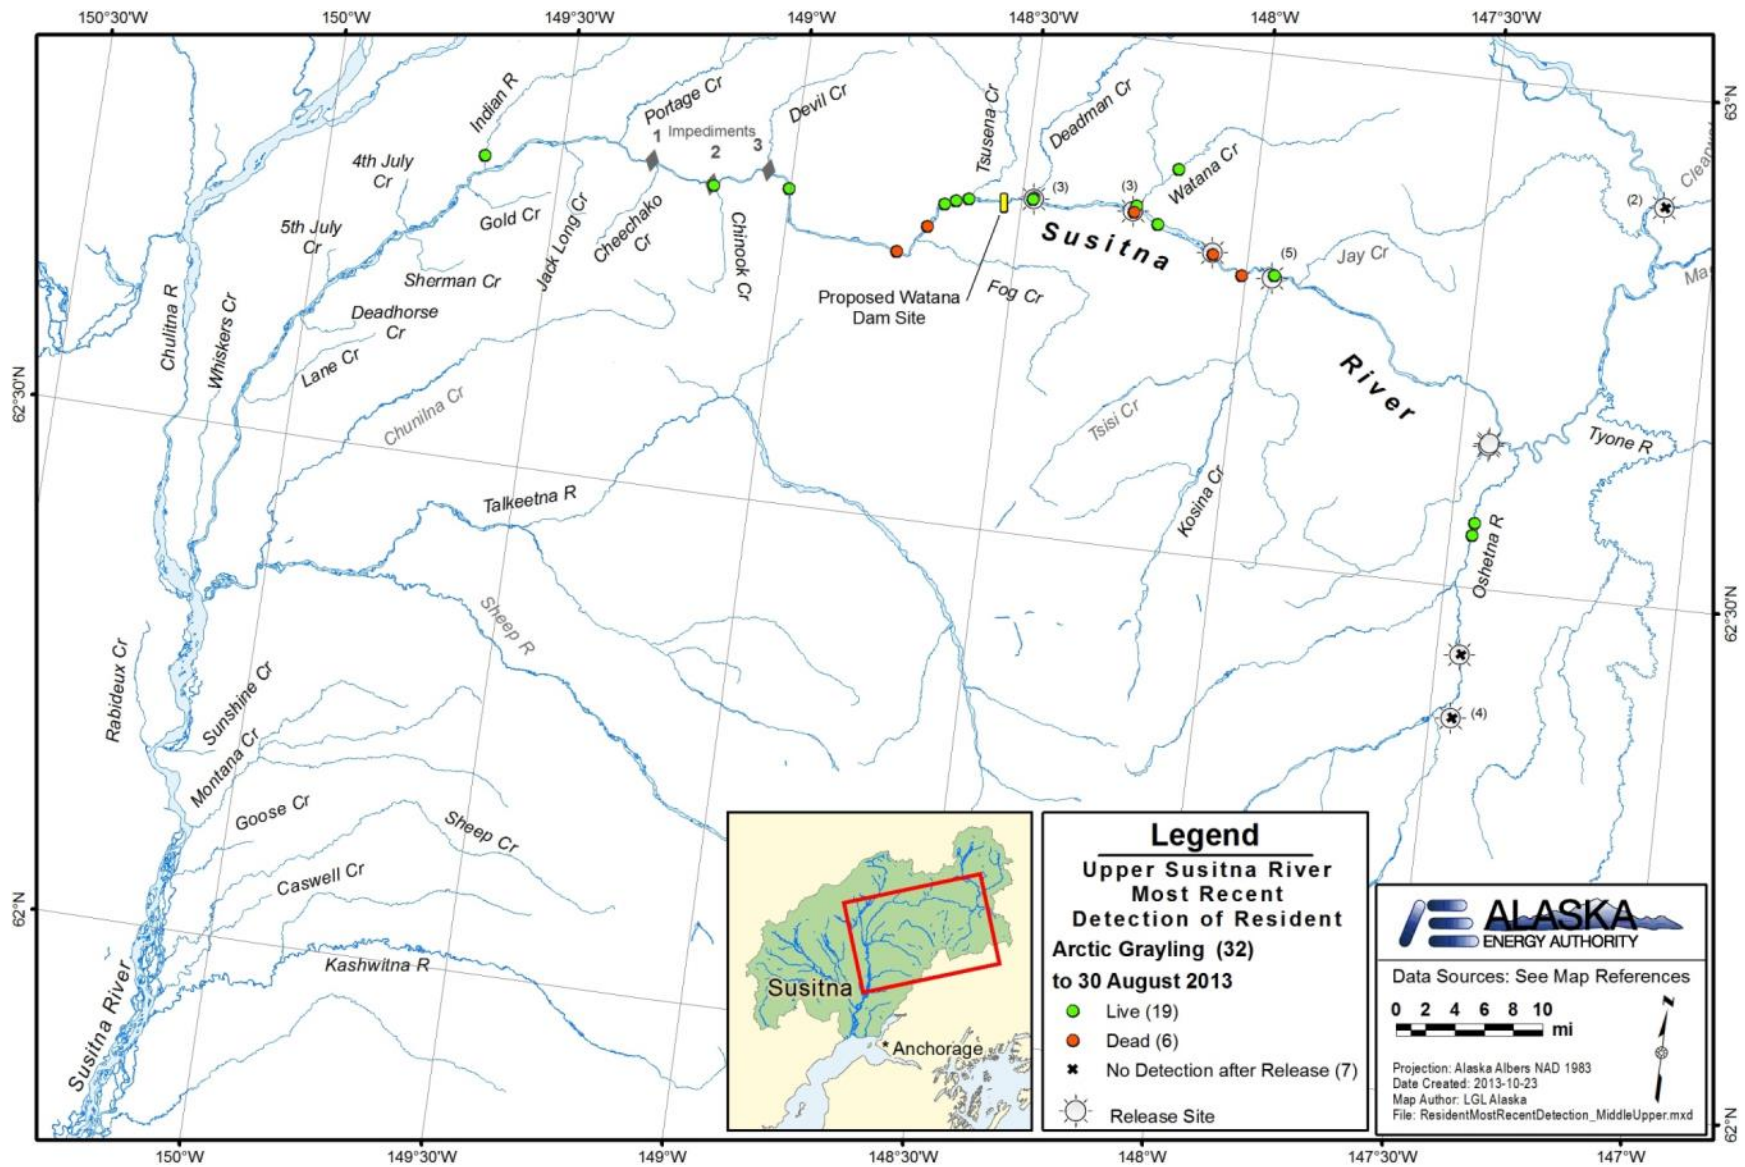 150°30'W
150°W
149°30'W
149°W
148°30'W
148°W
147°30'W
63°N
62°30'N
62°N
62°30'N
62°N
150°W
149°30'W
149°W
148°30'W
148°W
147°30'W
147°W
Indian R
Portage Cr
1
Impediments
2
3
Devil Cr
Tsusena Cr
Deadman Cr
Watana Cr
(3)
(3)
(2)
4th July
Cr
5th July
Cr
Gold Cr
Jack Long Cr
Cheechako
Cr
Chinook Cr
Susitna
(5)
Jay Cr
Sherman Cr
Deadhorse
Cr
Lane Cr
Chulitna R
Whiskers Cr
Proposed Watana
Dam Site
Fog Cr
River
Chunilna Cr
Tsisi Cr
Kosina Cr
Tyone R
Talkeetna R
Oshetna R
Sheep R
(4)
Rabideux Cr
Sunshine Cr
Montana Cr
Goose Cr
Sheep Cr
Caswell Cr
Kashwitna R
Susitna River
Susitna
* Anchorage
Legend
Upper Susitna River
Most Recent
Detection of Resident
Arctic Grayling (32)
to 30 August 2013
Live (19)
Dead (6)
No Detection after Release (7)
Release Site
ALASKA
ENERGY AUTHORITY
Data Sources: See Map References
0 2 4 6 8 10
mi
N
Projection: Alaska Albers NAD 1983
Date Created: 2013-10-23
Map Author: LGL Alaska
File: ResidentMostRecentDetection_MiddleUpper.mxd